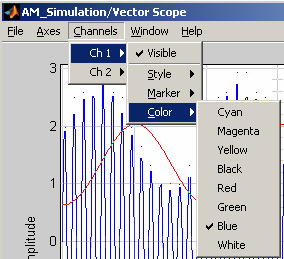 AM_Simulation/Vector Scope
File Axes Channels Window Help
Ch 1
Ch 2
Visible
Style
Marker
Color
Cyan
Magenta
Yellow
Black
Red
Green
Blue
White
3
2
1
0